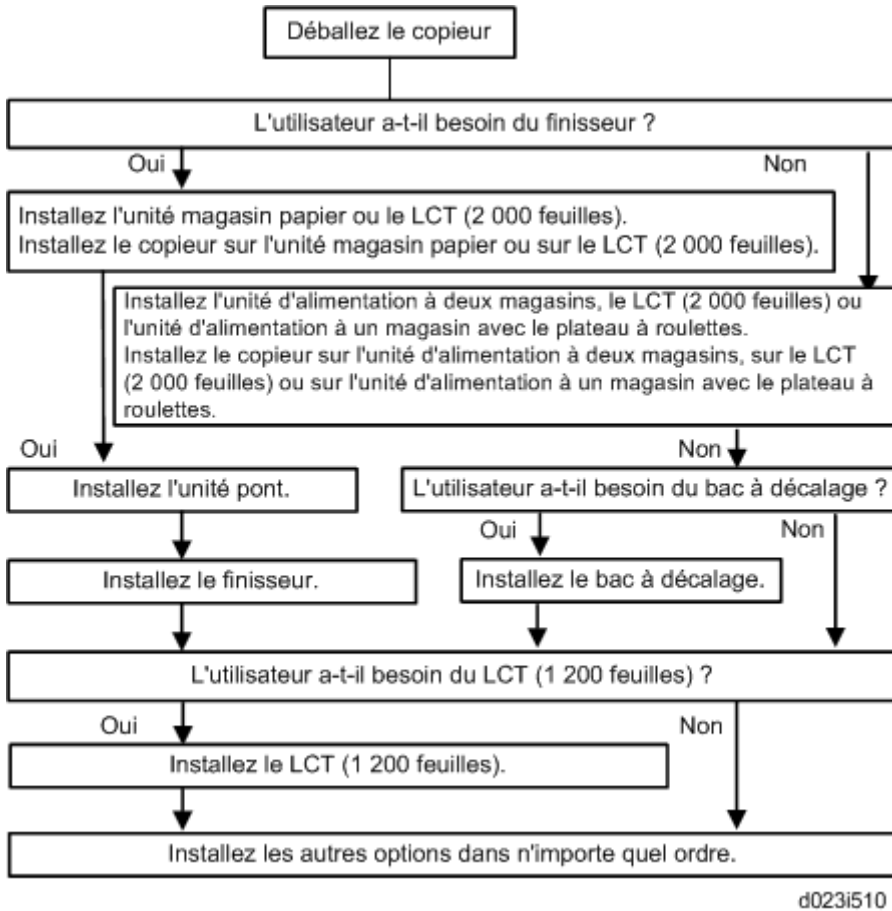 Déballez le copieur
L'utilisateur a-t-il besoin du finisseur ?
Oui
Non
Installez l'unité magasin papier ou le LCT (2 000 feuilles).
Installez le copieur sur l'unité magasin papier ou sur le LCT (2 000 feuilles).
Installez l'unité d'alimentation à deux magasins, le LCT (2 000 feuilles) ou
l'unité d'alimentation à un magasin avec le plateau à roulettes.
Installez le copieur sur l'unité d'alimentation à deux magasins, sur le LCT
(2 000 feuilles) ou sur l'unité d'alimentation à un magasin avec le plateau à
roulettes.
Oui
Non
Installez l'unité pont.
L'utilisateur a-t-il besoin du bac à décalage ?
Oui
Non
Installez le finisseur.
Installez le bac à décalage.
L'utilisateur a-t-il besoin du LCT (1 200 feuilles) ?
Oui
Non
Installez le LCT (1 200 feuilles).
Installez les autres options dans n'importe quel ordre.
d023i510